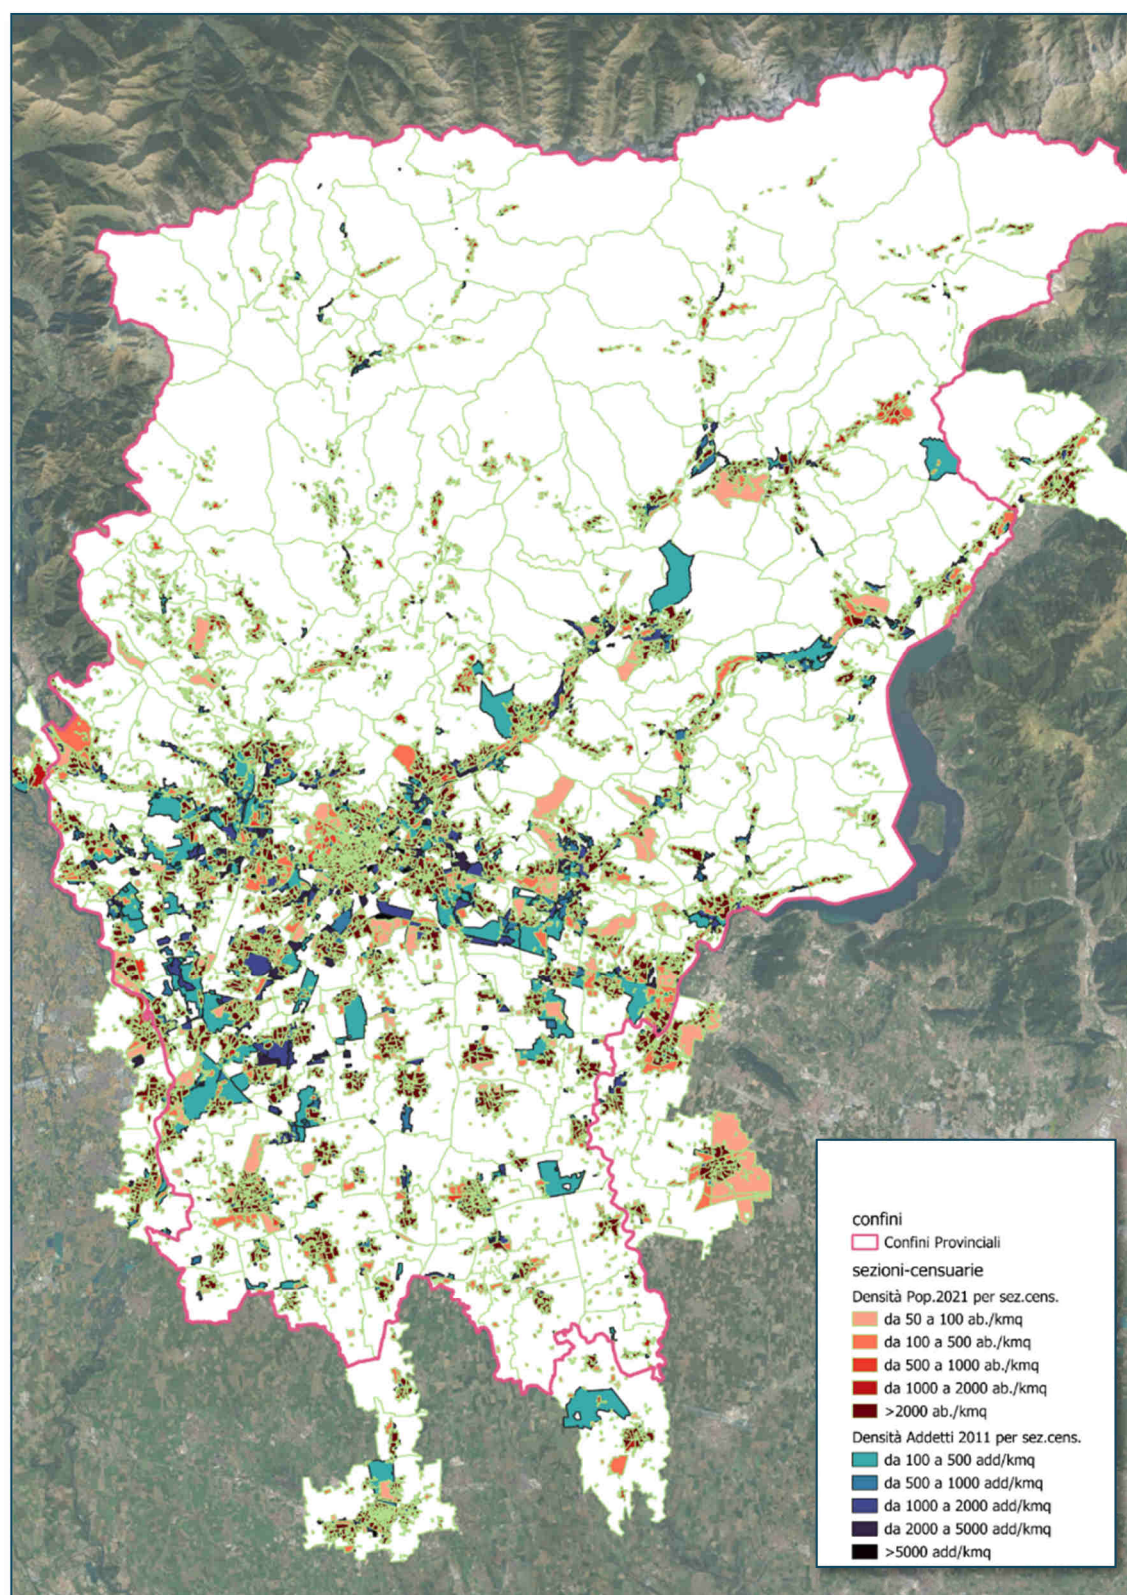 confini
Confini Provinciali
sezioni-censuarie
Densità Pop.2021 per sez.cens.
da 50 a 100 ab./kmq
da 100 a 500 ab./kmq
da 500 a 1000 ab./kmq
da 1000 a 2000 ab./kmq
>2000 ab./kmq
Densità Addetti 2011 per sez.cens.
da 100 a 500 add/kmq
da 500 a 1000 add/kmq
da 1000 a 2000 add/kmq
da 2000 a 5000 add/kmq
>5000 add/kmq